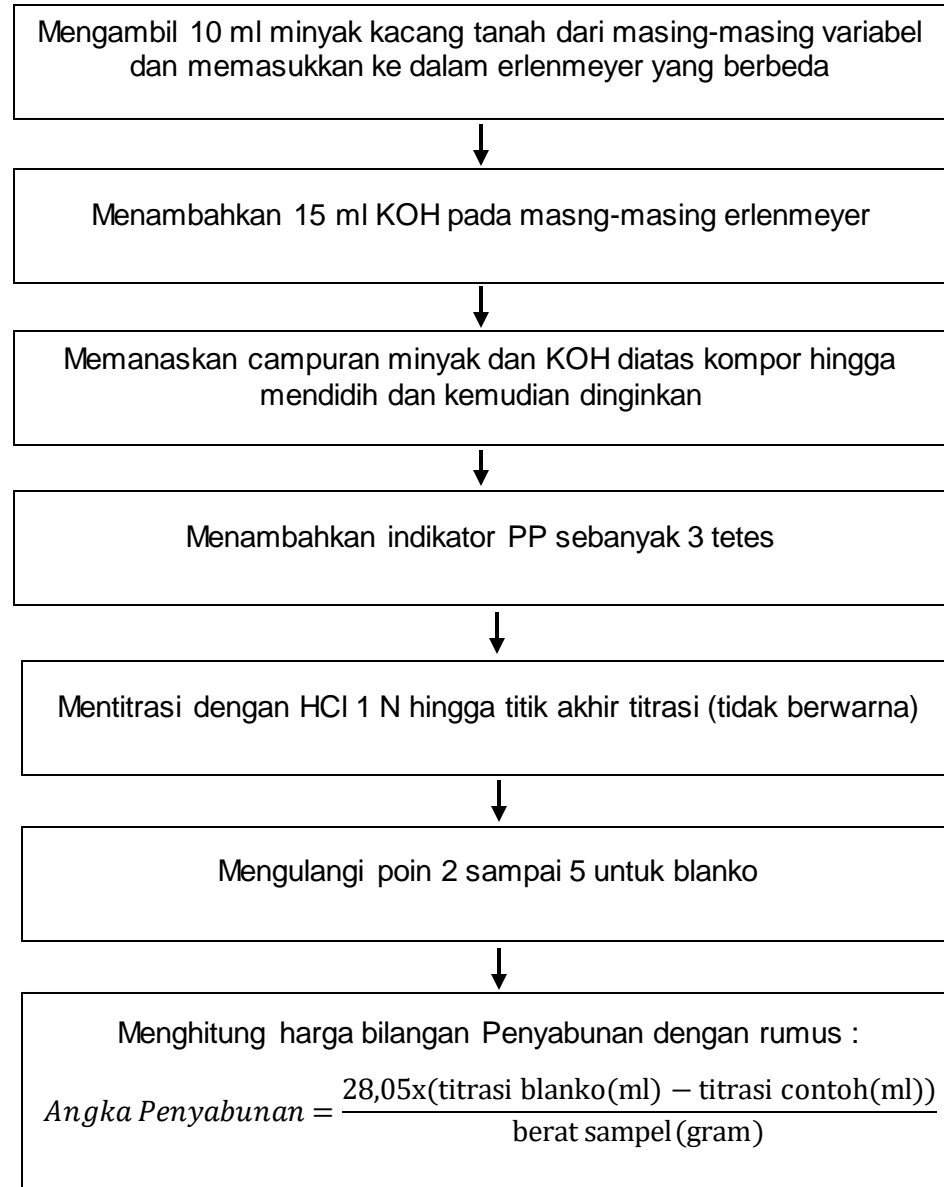 Mengambil 10 ml minyak kacang tanah dari masing-masing variabel
dan memasukkan ke dalam erlenmeyer yang berbeda
Menambahkan 15 ml KOH pada masng-masing erlenmeyer
Memanaskan campuran minyak dan KOH diatas kompor hingga
mendidih dan kemudian dinginkan
Menambahkan indikator PP sebanyak 3 tetes
Mentitrasi dengan HCl 1 N hingga titik akhir titrasi (tidak berwarna)
Mengulangi poin 2 sampai 5 untuk blanko
Menghitung harga bilangan Penyabunan dengan rumus :
28,05x(titrasi blanko(ml) − titrasi contoh(ml))
Angka Penyabunan =
berat sampel(gram)